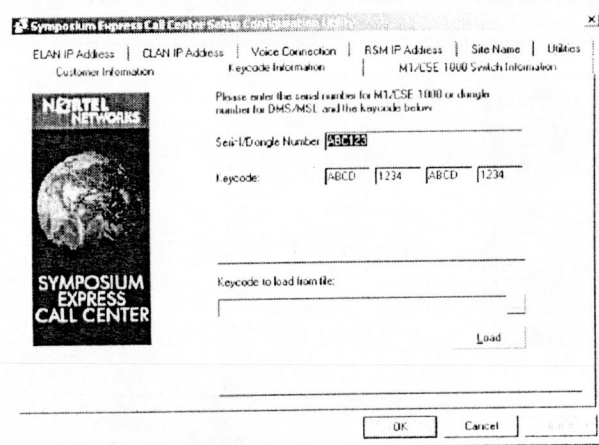 Symposium Express Call Center Setup Configuration Utility
ELAN IP Address | CLAN IP Address | Voice Connection | RSM IP Address | Site Name | Utilities
Customer Information | Keycode Information | M1/CSE 1000 Switch Information
NORTEL
NETWORKS
Please enter the serial number for M1/CSE 1000 or dongle
number for DMS/MSL and the keycode below
Serial/Dongle Number ABC123
Keycode: ABCD 1234 ABCD 1234
SYMPOSIUM
EXPRESS
CALL CENTER
Keycode to load from file:
...
Load
OK Cancel